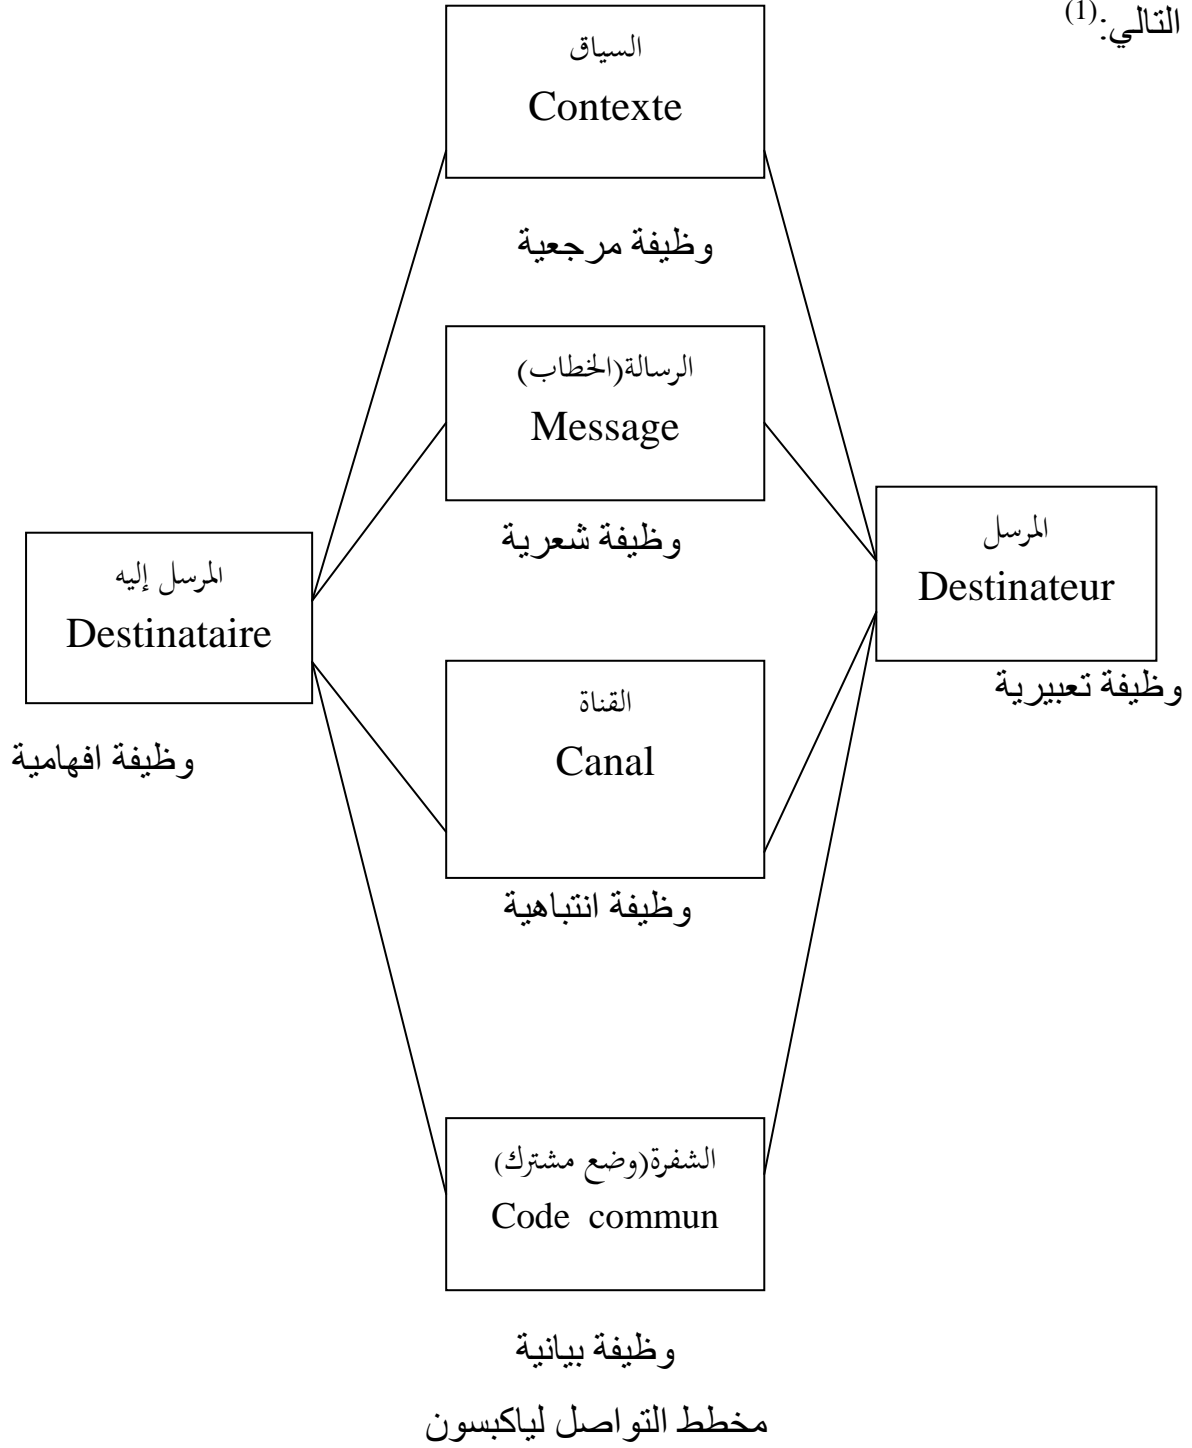 التالي:(1)
السياق
Contexte
وظيفة مرجعية
الرسالة(الخطاب)
Message
وظيفة شعرية
المرسل
Destinateur
وظيفة تعبيرية
المرسل إليه
Destinataire
وظيفة افهامية
القناة
Canal
وظيفة انتباهية
الشفرة(وضع مشترك)
Code commun
وظيفة بيانية
مخطط التواصل لياكبسون